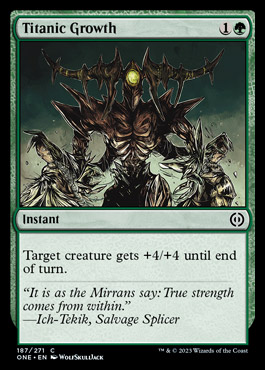 Titanic Growth 1
Instant
Target creature gets +4/+4 until end
of turn.
“It is as the Mirrans say: True strength
comes from within.”
—Ich-Tekik, Salvage Splicer
187/271 C
ONE • EN WolfSkullJack
™ & © 2023 Wizards of the Coast